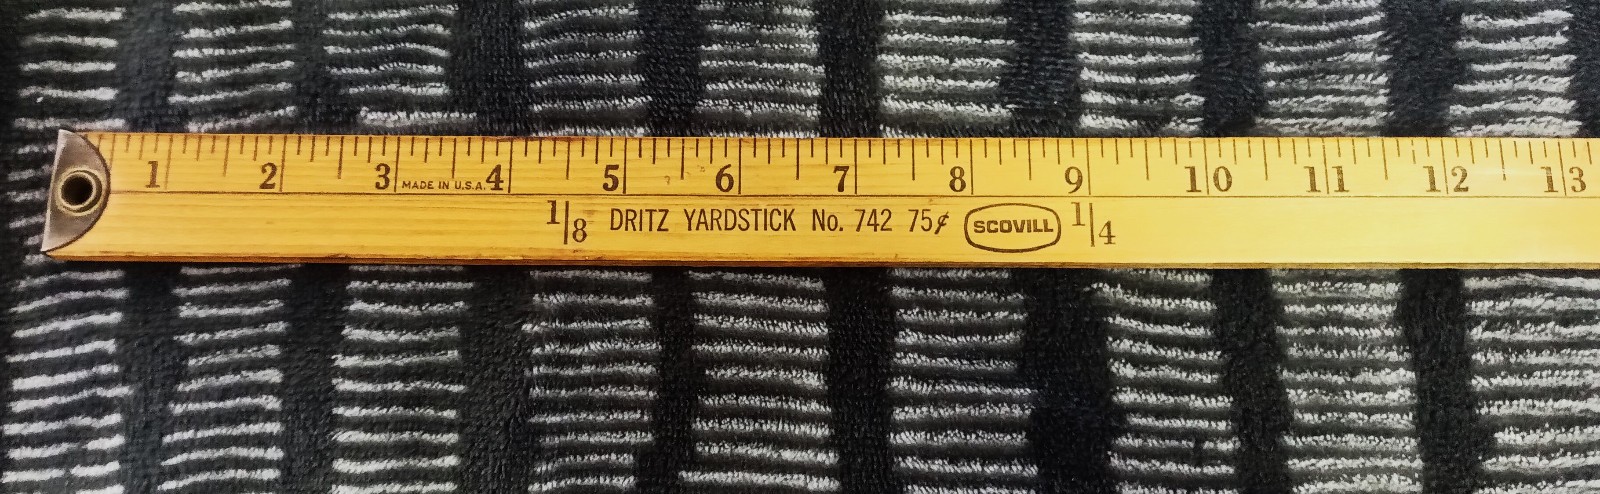 1 2 3 MADE IN U.S.A. 4 5 6 7 8 9 10 11 12 13
1/8 DRITZ YARDSTICK No. 742 75¢ SCOVILL 1/4